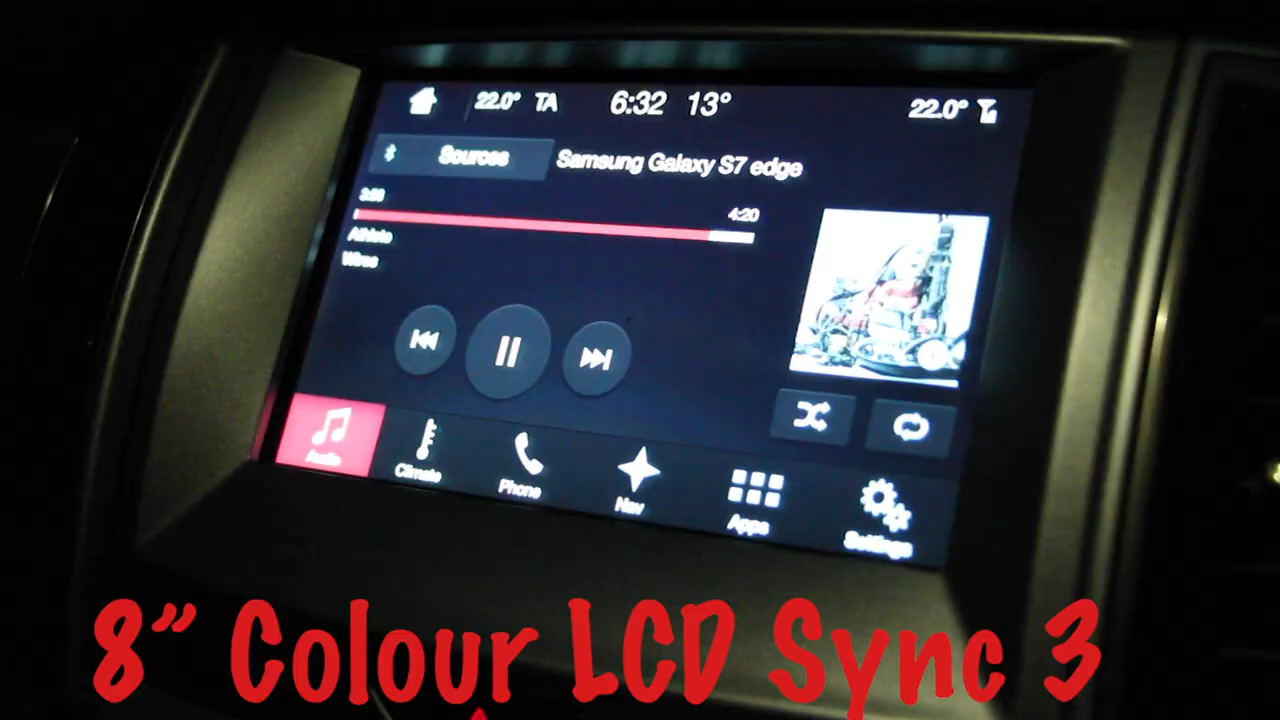 22.0° TA 6:32 13° 22.0°
Sources Samsung Galaxy S7 edge
4:20
Athlete
Wires
Audio Climate Phone Nav Apps Settings
8” Colour LCD Sync 3